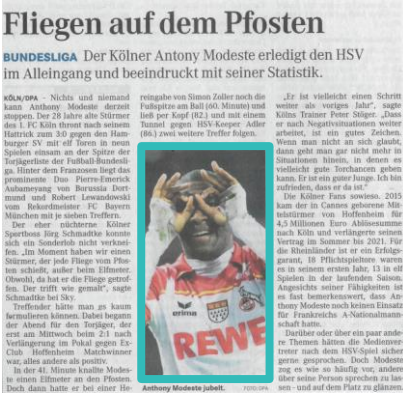 Fliegen auf dem Pfosten
BUNDESLIGA Der Kölner Antony Modeste erledigt den HSV
im Alleingang und beeindruckt mit seiner Statistik.
KÖLN/DPA - Nichts und niemand
kann Anthony Modeste derzeit
stoppen. Der 28 Jahre alte Stürmer
des 1. FC Köln thront nach seinem
Hattrick zum 3:0 gegen den Ham-
burger SV mit elf Toren in neun
Spielen einsam an der Spitze der
Torjägerliste der Fußball-Bundesli-
ga. Hinter dem Franzosen liegt das
prominente Duo Pierre-Emerick
Aubameyang von Borussia Dort-
mund und Robert Lewandowski
vom Rekordmeister FC Bayern
München mit je sieben Treffern.
Der eher nüchterne Kölner
Sportboss Jörg Schmadtke konnte
sich ein Sonderlob nicht verknei-
fen. „Im Moment haben wir einen
Stürmer, der jede Fliege vom Pfos-
ten schießt, außer beim Elfmeter.
Obwohl, da hat er die Fliege getrof-
fen. Der trifft wie gemalt“, sagte
Schmadtke bei Sky.
Treffender hätte man es kaum
formulieren können. Dabei begann
der Abend für den Torjäger, der
erst am Mittwoch beim 2:1 nach
Verlängerung im Pokal gegen Ex-
Club Hoffenheim Matchwinner
war, alles andere als positiv.
In der 41. Minute knallte Modes-
te einen Elfmeter an den Pfosten.
Doch dann hatte er bei einer He-
reingabe von Simon Zoller noch die
Fußspitze am Ball (60. Minute) und
ließ per Kopf (82.) und mit einem
Tunnel gegen HSV-Keeper Adler
(86.) zwei weitere Treffer folgen.
erima
REWE
Anthony Modeste jubelt. FOTO: DPA
„Er ist vielleicht einen Schritt
weiter als voriges Jahr“, sagte
Kölns Trainer Peter Stöger. „Dass
er nach Negativsituationen weiter
arbeitet, ist ein gutes Zeichen.
Wenn man nicht an sich glaubt,
dann geht man gar nicht mehr in
Situationen hinein, in denen es
vielleicht gute Torchancen geben
kann. Er ist ein guter Junge. Ich bin
zufrieden, dass er da ist.“
Die Kölner Fans sowieso. 2015
kam der in Cannes geborene Mit-
telstürmer von Hoffenheim für
4,5 Millionen Euro Ablösesumme
nach Köln und verlängerte seinen
Vertrag im Sommer bis 2021. Für
die Rheinländer ist er ein Erfolgs-
garant, 18 Pflichtspieltore waren
es in seinem ersten Jahr, 13 in elf
Spielen in der laufenden Saison.
Angesichts seiner Fähigkeiten ist
es fast bemerkenswert, dass An-
thony Modeste noch keinen Einsatz
für Frankreichs A-Nationalmann-
schaft hatte.
Darüber oder über ein paar ande-
re Themen hätten die Medienver-
treter nach dem HSV-Spiel sicher
gerne gesprochen. Doch Modeste
zog es wie so häufig vor, andere
über seine Person sprechen zu las-
sen - und auf dem Platz zu glänzen.